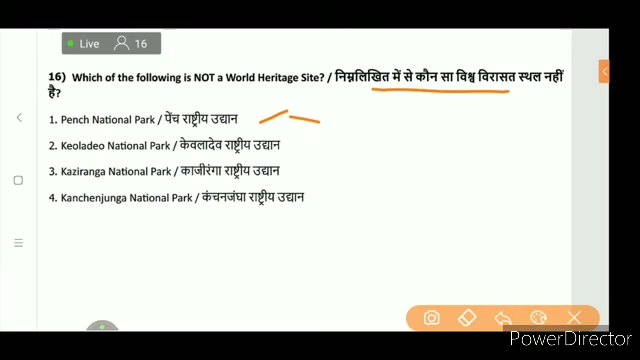 Live 16
16) Which of the following is NOT a World Heritage Site? / निम्नलिखित में से कौन सा विश्व विरासत स्थल नहीं
है?
1. Pench National Park / पेंच राष्ट्रीय उद्यान
2. Keoladeo National Park / केवलादेव राष्ट्रीय उद्यान
3. Kaziranga National Park / काजीरंगा राष्ट्रीय उद्यान
4. Kanchenjunga National Park / कंचनजंघा राष्ट्रीय उद्यान
PowerDirector